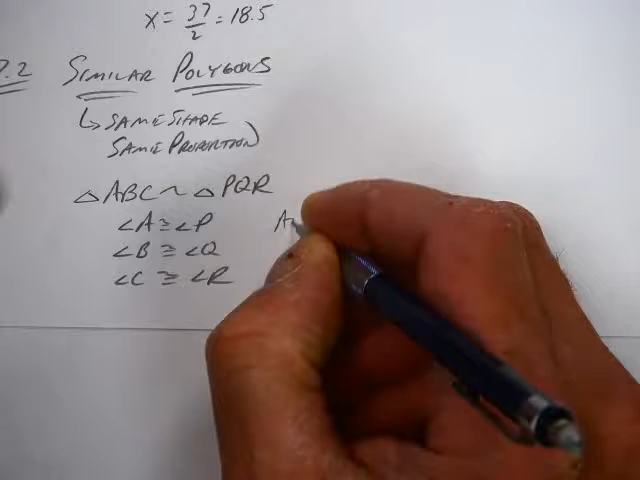 x = 37/2 = 18.5
7.2 SIMILAR POLYGONS
↳ SAME SHAPE
SAME PROPORTION)
△ABC ~ △PQR
∠A ≅ ∠P A
∠B ≅ ∠Q
∠C ≅ ∠R